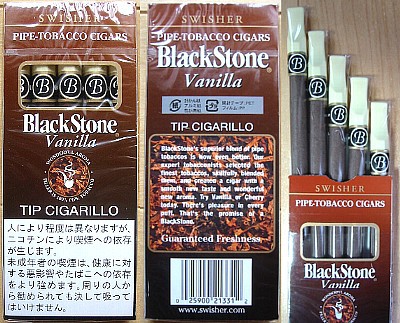 SWISHER
PIPE-TOBACCO CIGARS
B B B B
BlackStone
Vanilla
WONDERFUL AROMA
TIP CIGARILLO
人により程度は異なりますが、
ニコチンにより喫煙への依存
が生じます。
未成年者の喫煙は、健康に対
する悪影響やたばこへの依存
をより強めます。周りの人か
ら勧められても決して吸って
はいけません。
SWISHER
PIPE-TOBACCO CIGARS
BlackStone
Vanilla
紙
TIP CIGARILLO
BlackStone's superior blend of pipe
tobaccos is now even better. Our
expert tobacconists selected the
finest tobaccos, skillfully blended
them, and created a cigar with a
smooth new taste and wonderful
new aroma. Try Vanilla or Cherry
today. There's pleasure in every
puff. That's the promise of a
BlackStone.
Guaranteed Freshness.
0 25900 21331 2
www.swisher.com
B
B
B
B
B
SWISHER
PIPE-TOBACCO CIGARS
BlackStone
Vanilla